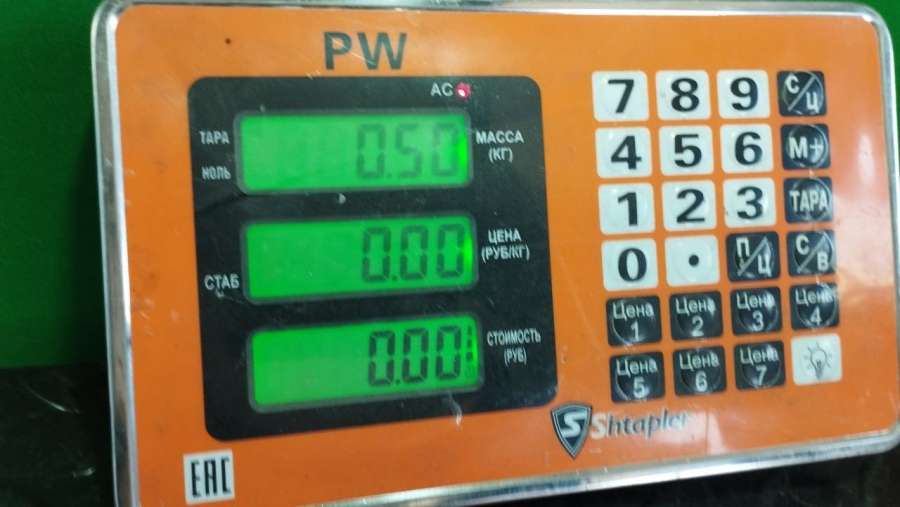 PW
AC
ТАРА
НОЛЬ
0.50
МАССА
(КГ)
СТАБ
0.00
ЦЕНА
(РУБ/КГ)
0.00
СТОИМОСТЬ
(РУБ)
7 8 9 С/Ц
4 5 6 М+
1 2 3 ТАРА
0 . П/Ц С/В
Цена 1 Цена 2 Цена 3 Цена 4
Цена 5 Цена 6 Цена 7
S Shtapler
EAC